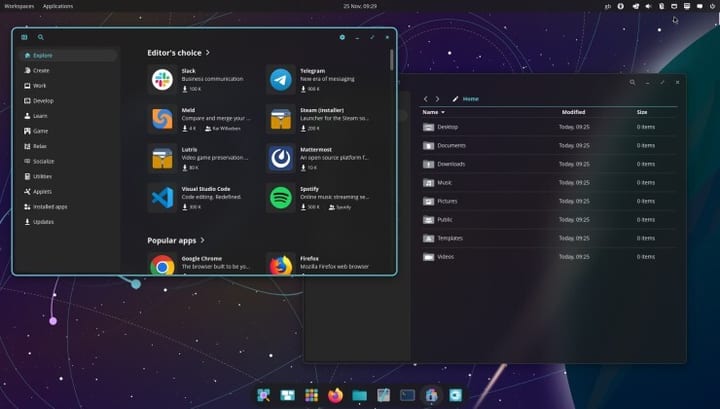 Workspaces Applications
25 Nov, 09:29
gb
Explore
Create
Work
Develop
Learn
Game
Relax
Socialize
Utilities
Applets
Installed apps
Updates
Editor's choice
Slack
Business communication
100 K
Telegram
New era of messaging
900 K
Meld
Compare and merge your ...
4 K Kai Willadsen
Steam (Installer)
Launcher for the Steam so...
200 K
Lutris
Video game preservation ...
80 K
Mattermost
An open source platform f...
10 K
Visual Studio Code
Code editing. Redefined.
300 K
Spotify
Online music streaming se...
500 K Spotify
Popular apps
Google Chrome
The browser built to be yo...
Firefox
Mozilla Firefox web browser
Home
Name Modified Size
Desktop Today, 09:25 0 items
Documents Today, 09:25 0 items
Downloads Today, 09:25 0 items
Music Today, 09:25 0 items
Pictures Today, 09:25 0 items
Public Today, 09:25 0 items
Templates Today, 09:25 0 items
Videos Today, 09:25 0 items